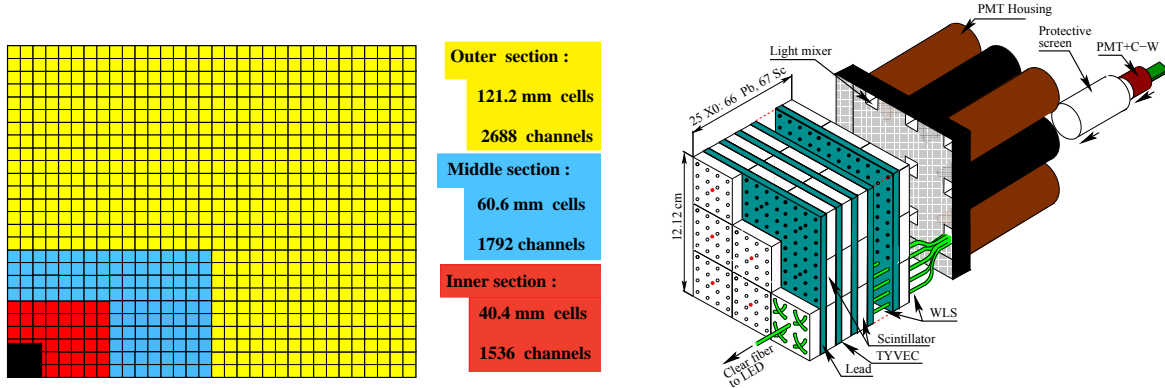 Outer section :
121.2 mm cells
2688 channels
Middle section :
60.6 mm cells
1792 channels
Inner section :
40.4 mm cells
1536 channels
PMT Housing
Protective
screen
PMT+C−W
Light mixer
25 X0: 66 Pb, 67 Sc
12.12 cm
WLS
Scintillator
TYVEC
Lead
Clear fiber
to LED